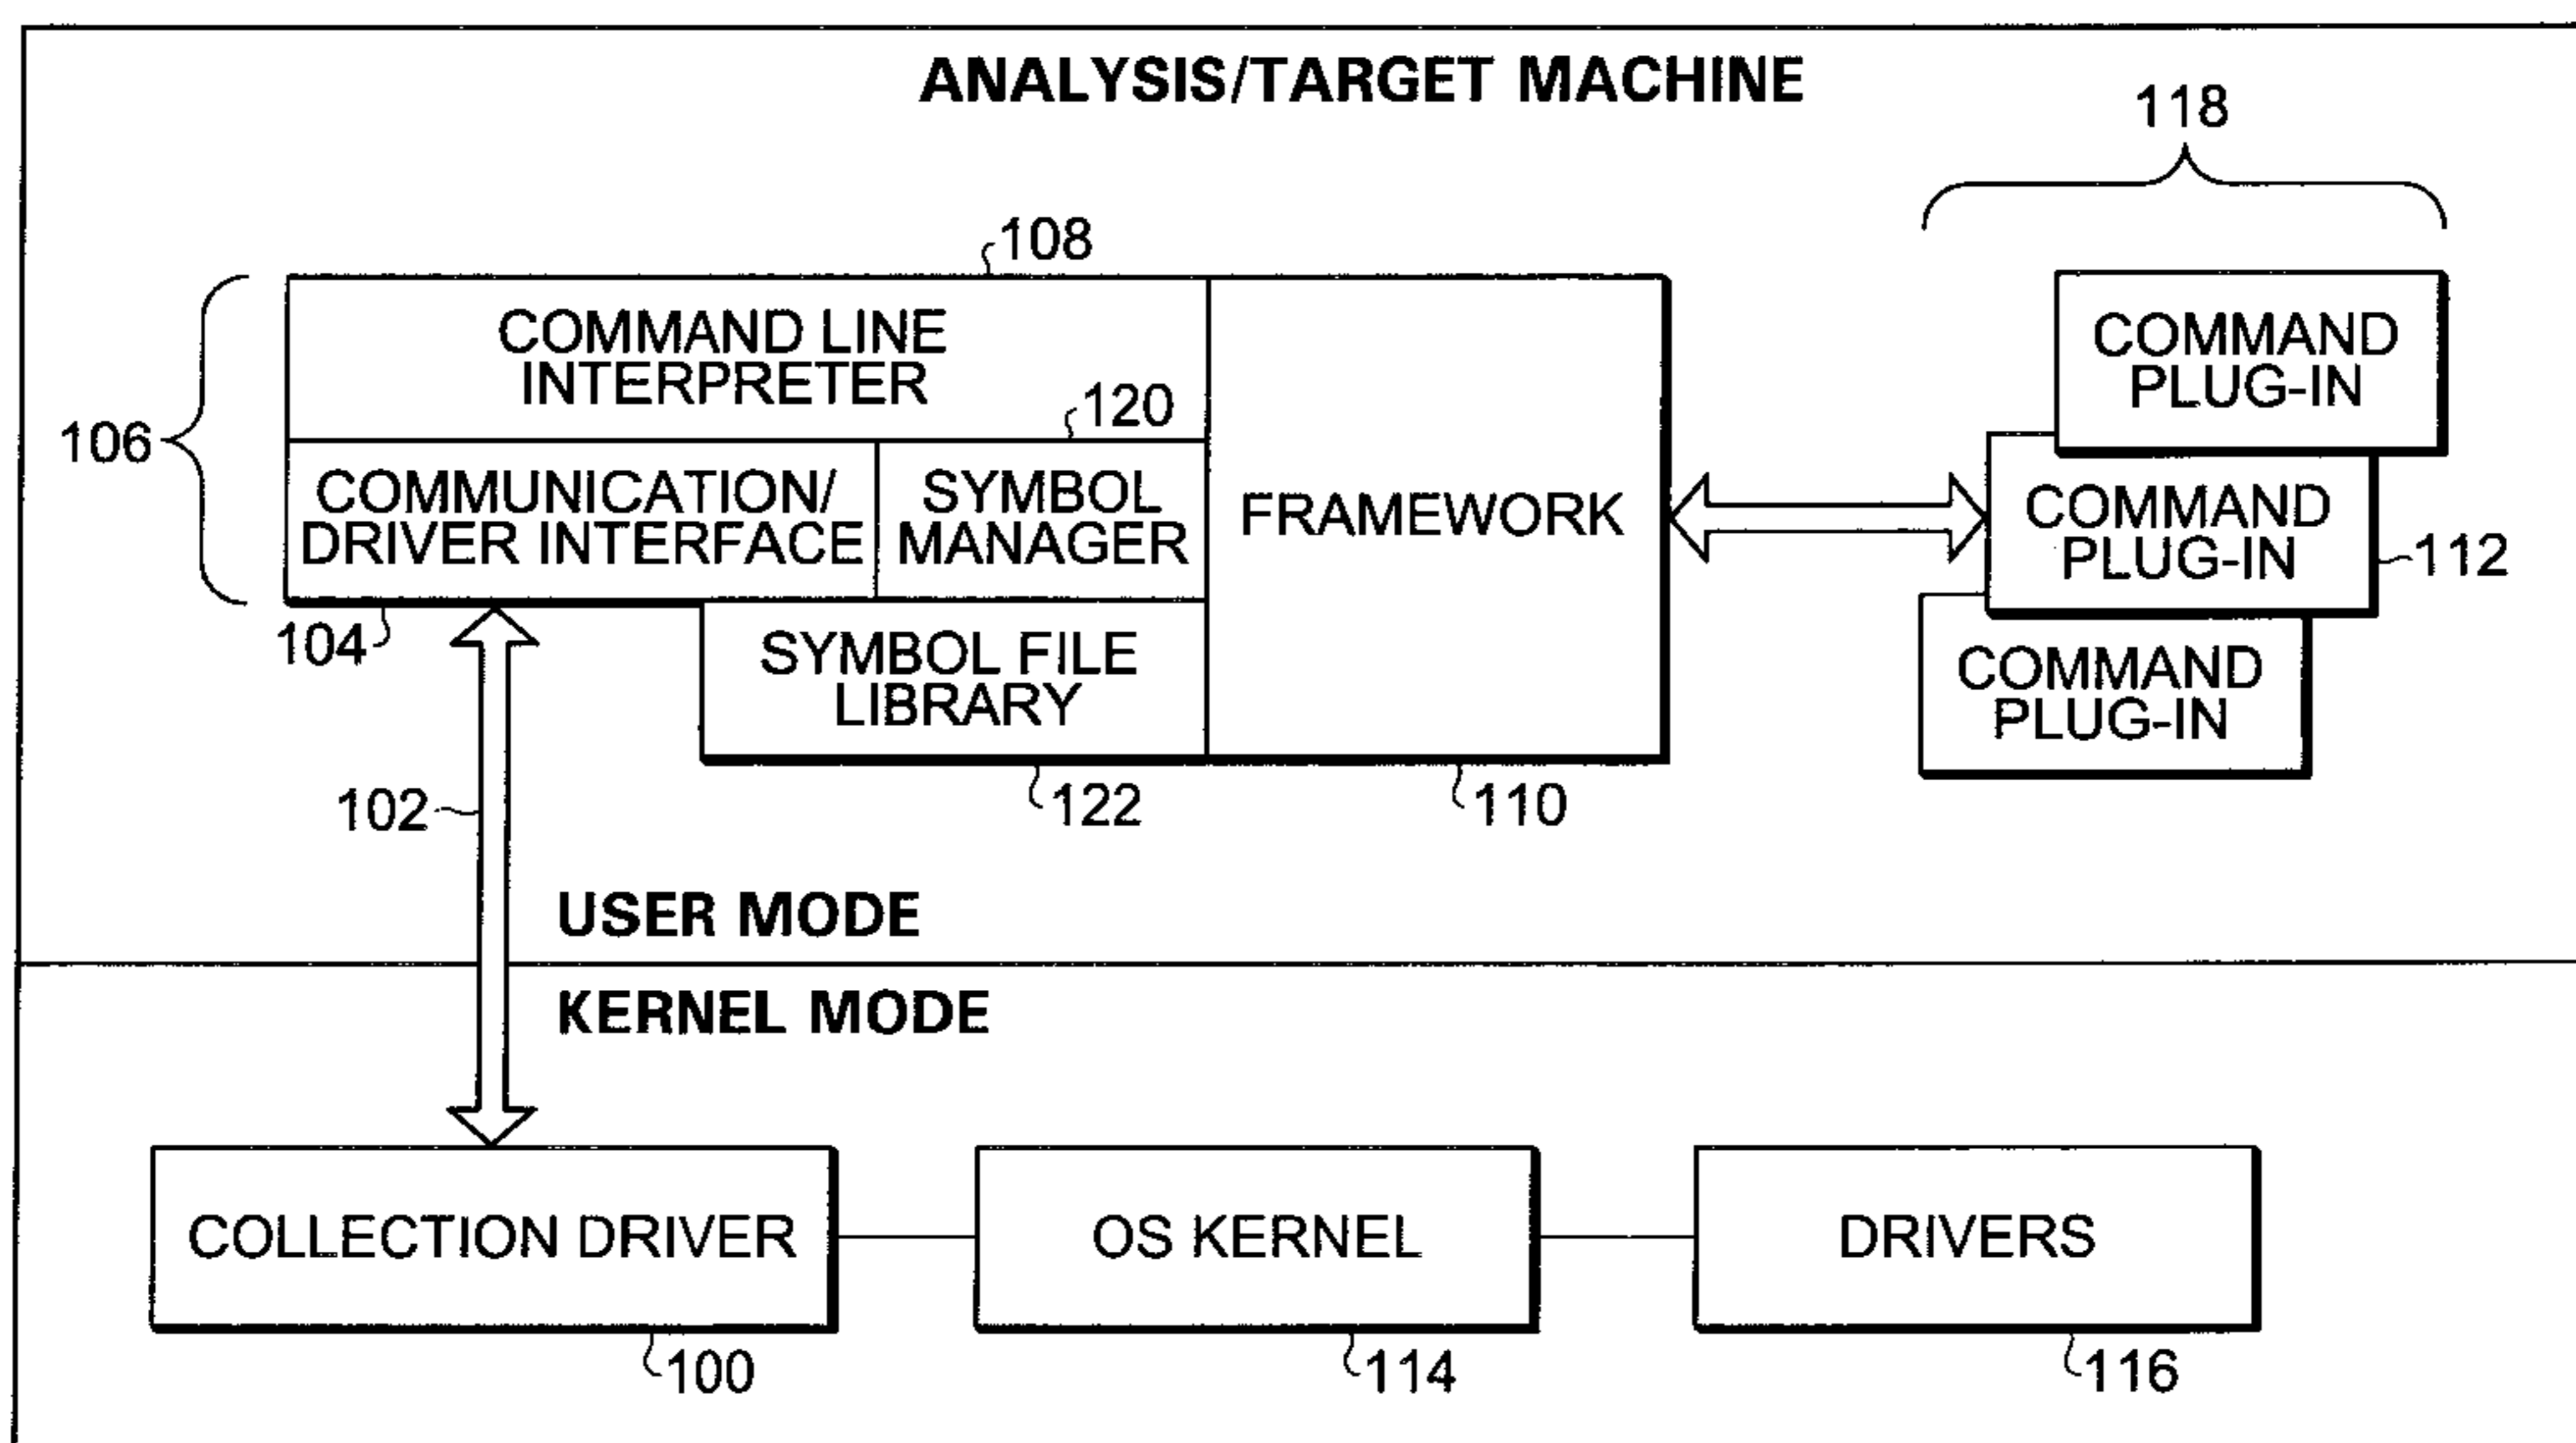 ANALYSIS/TARGET MACHINE
118
108
COMMAND LINE
INTERPRETER
120
106
COMMUNICATION/
DRIVER INTERFACE
SYMBOL
MANAGER
FRAMEWORK
COMMAND
PLUG-IN
COMMAND
PLUG-IN
112
COMMAND
PLUG-IN
104
SYMBOL FILE
LIBRARY
102
122
110
USER MODE
KERNEL MODE
COLLECTION DRIVER
OS KERNEL
DRIVERS
100
114
116